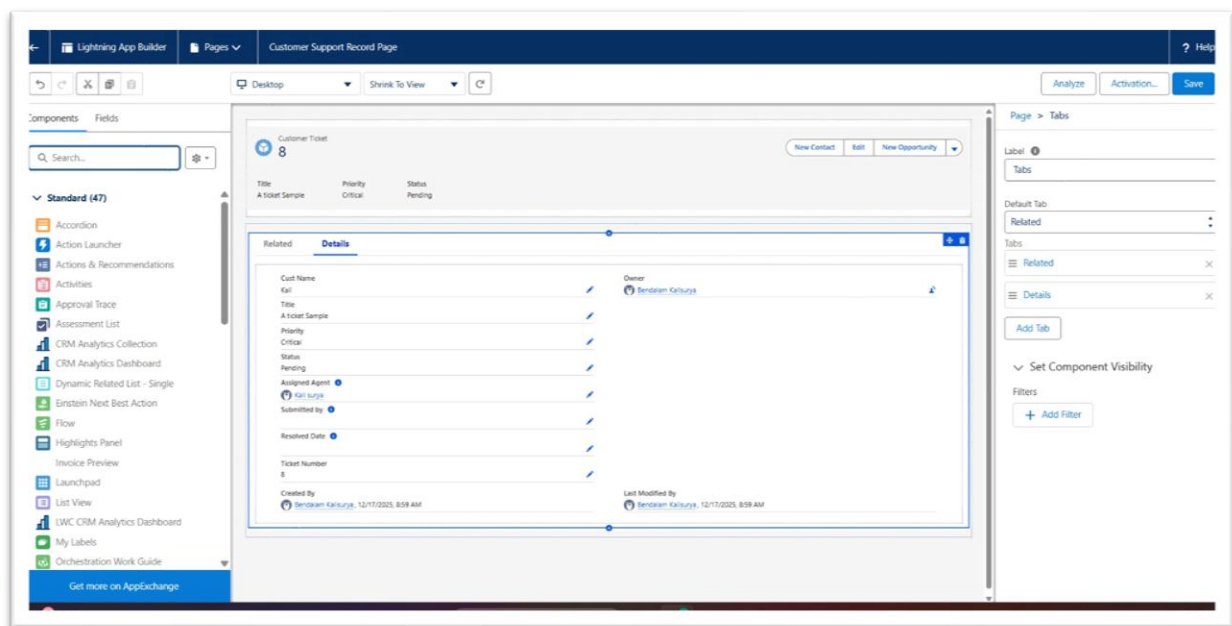 Lightning App Builder
Pages
Customer Support Record Page
? Help
Desktop
Shrink To View
Analyze
Activation...
Save
Components
Fields
Search...
Standard (47)
Accordion
Action Launcher
Actions & Recommendations
Activities
Approval Trace
Assessment List
CRM Analytics Collection
CRM Analytics Dashboard
Dynamic Related List - Single
Einstein Next Best Action
Flow
Highlights Panel
Invoice Preview
Launchpad
List View
LWC CRM Analytics Dashboard
My Labels
Orchestration Work Guide
Get more on AppExchange
Customer Ticket
8
New Contact
Edit
New Opportunity
Title Priority Status
A ticket Sample Critical Pending
Related
Details
Cust Name
Kali
Owner
Bendalam Kalisurya
Title
A ticket Sample
Priority
Critical
Status
Pending
Assigned Agent
Kali surya
Submitted by
Resolved Date
Ticket Number
8
Created By
Bendalam Kalisurya, 12/17/2025, 8:59 AM
Last Modified By
Bendalam Kalisurya, 12/17/2025, 8:59 AM
Page > Tabs
Label
Tabs
Default Tab
Related
Tabs
Related
Details
Add Tab
Set Component Visibility
Filters
+ Add Filter